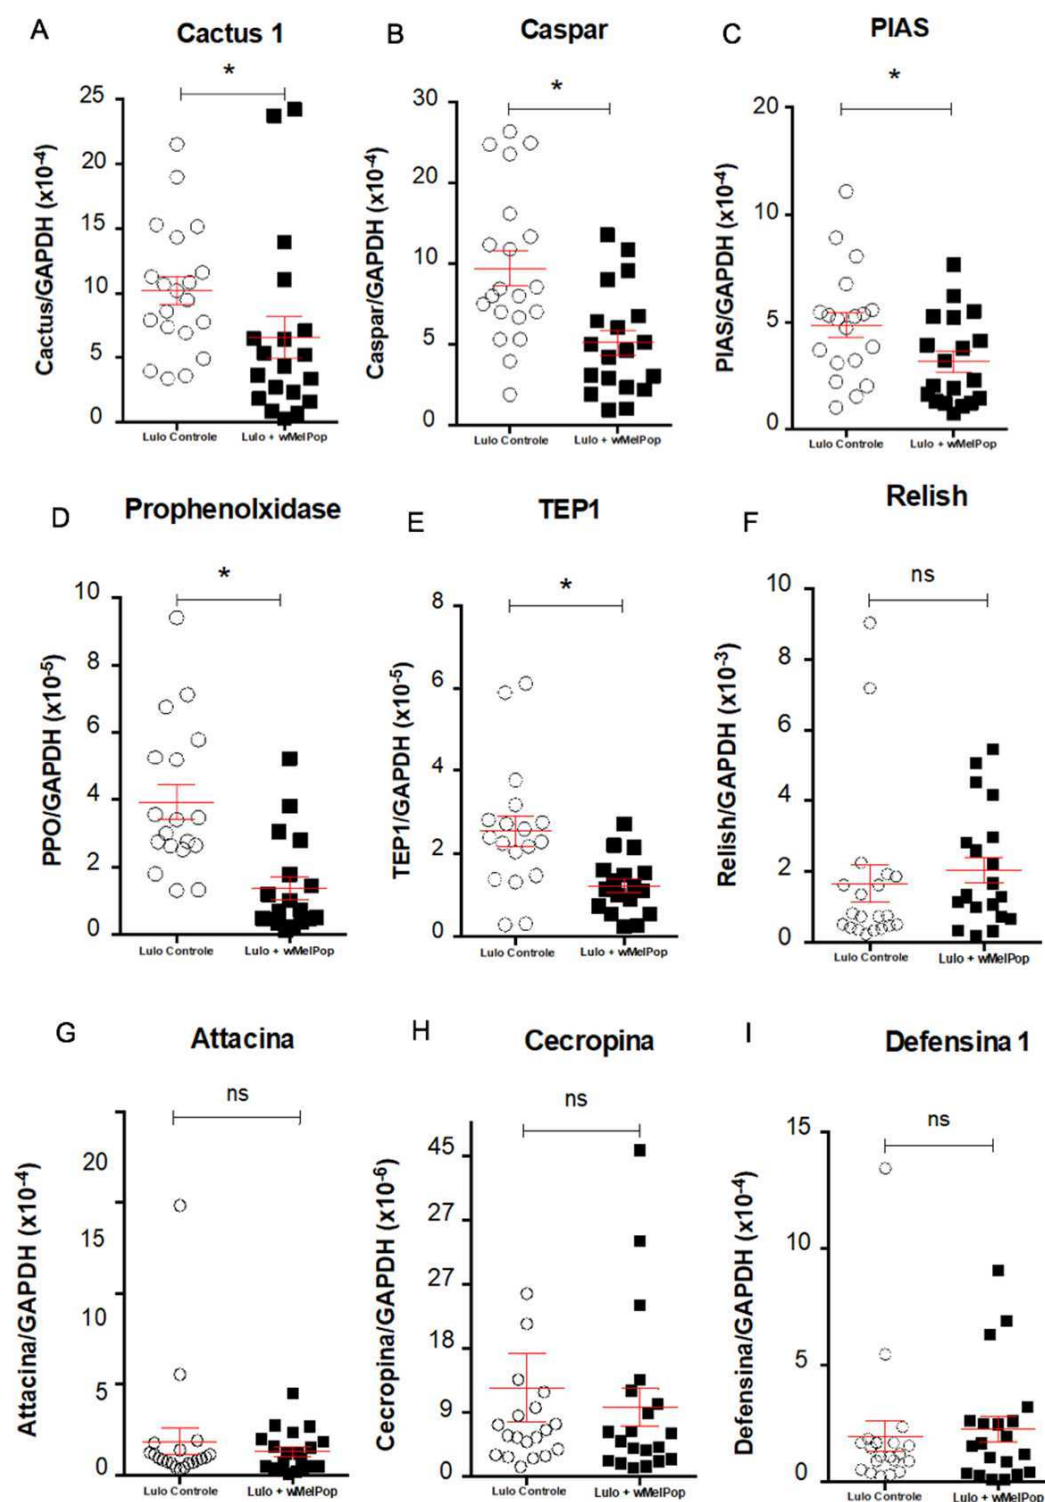 A
Cactus 1
*
Cactus/GAPDH (x10⁻⁴)
25
20
15
10
5
0
Lulo Controle
Lulo + wMelPop
B
Caspar
*
Caspar/GAPDH (x10⁻⁴)
30
20
10
5
0
Lulo Controle
Lulo + wMelPop
C
PIAS
*
PIAS/GAPDH (x10⁻⁴)
20
10
5
0
Lulo Controle
Lulo + wMelPop
D
Prophenolxidase
*
PPO/GAPDH (x10⁻⁵)
10
8
6
4
2
0
Lulo Controle
Lulo + wMelPop
E
TEP1
*
TEP1/GAPDH (x10⁻⁵)
8
6
4
2
0
Lulo Controle
Lulo + wMelPop
F
Relish
ns
Relish/GAPDH (x10⁻³)
10
8
6
4
2
0
Lulo Controle
Lulo + wMelPop
G
Attacina
ns
Attacina/GAPDH (x10⁻⁴)
20
15
10
5
0
Lulo Controle
Lulo + wMelPop
H
Cecropina
ns
Cecropina/GAPDH (x10⁻⁶)
45
27
27
18
9
0
Lulo Controle
Lulo + wMelPop
I
Defensina 1
ns
Defensina/GAPDH (x10⁻⁴)
15
10
5
0
Lulo Controle
Lulo + wMelPop